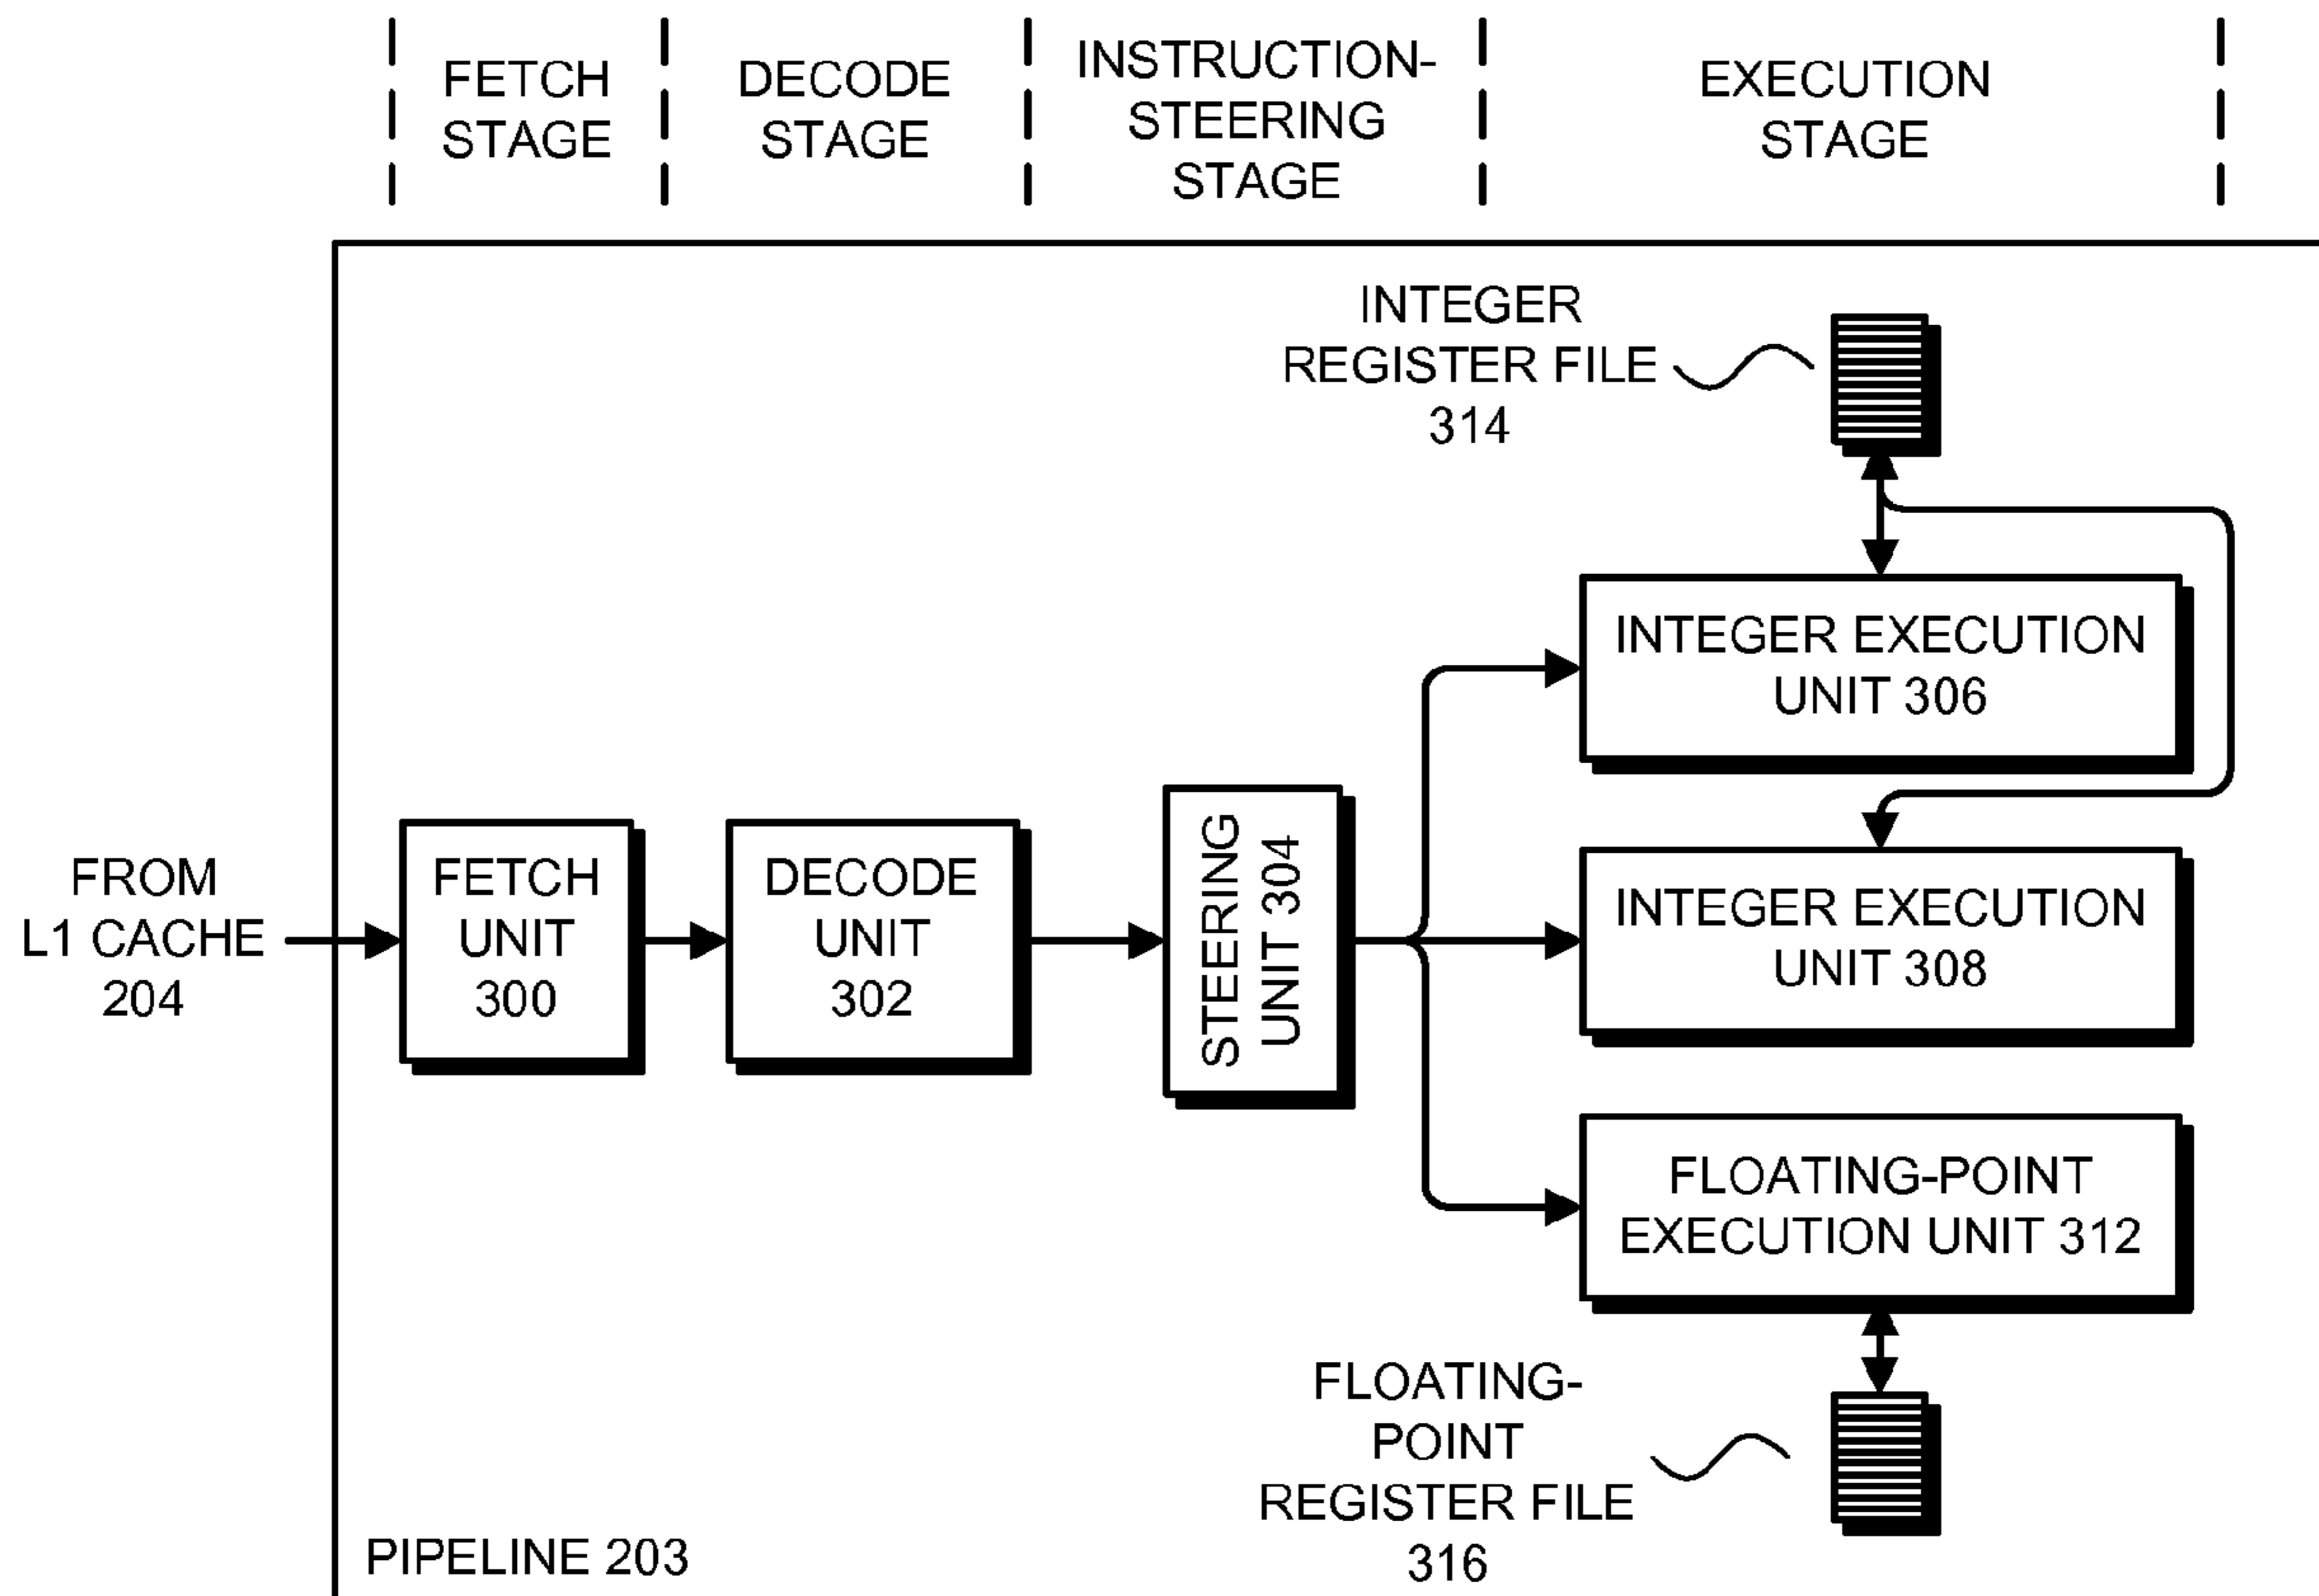 FETCH
STAGE
DECODE
STAGE
INSTRUCTION-
STEERING
STAGE
EXECUTION
STAGE
INTEGER
REGISTER FILE
314
INTEGER EXECUTION
UNIT 306
FROM
L1 CACHE
204
FETCH
UNIT
300
DECODE
UNIT
302
STEERING
UNIT 304
INTEGER EXECUTION
UNIT 308
FLOATING-POINT
EXECUTION UNIT 312
FLOATING-
POINT
REGISTER FILE
316
PIPELINE 203